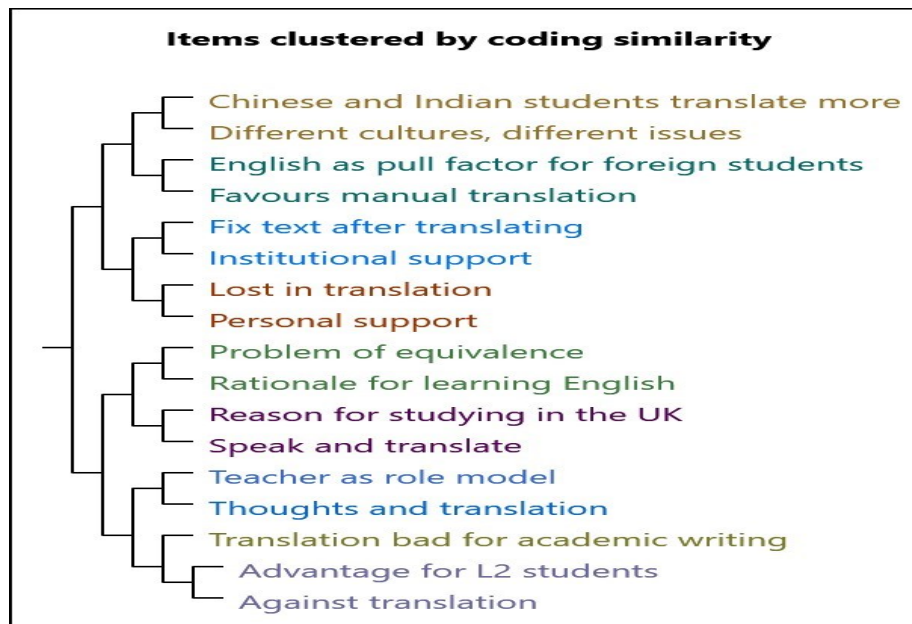 Items clustered by coding similarity
Chinese and Indian students translate more
Different cultures, different issues
English as pull factor for foreign students
Favours manual translation
Fix text after translating
Institutional support
Lost in translation
Personal support
Problem of equivalence
Rationale for learning English
Reason for studying in the UK
Speak and translate
Teacher as role model
Thoughts and translation
Translation bad for academic writing
Advantage for L2 students
Against translation